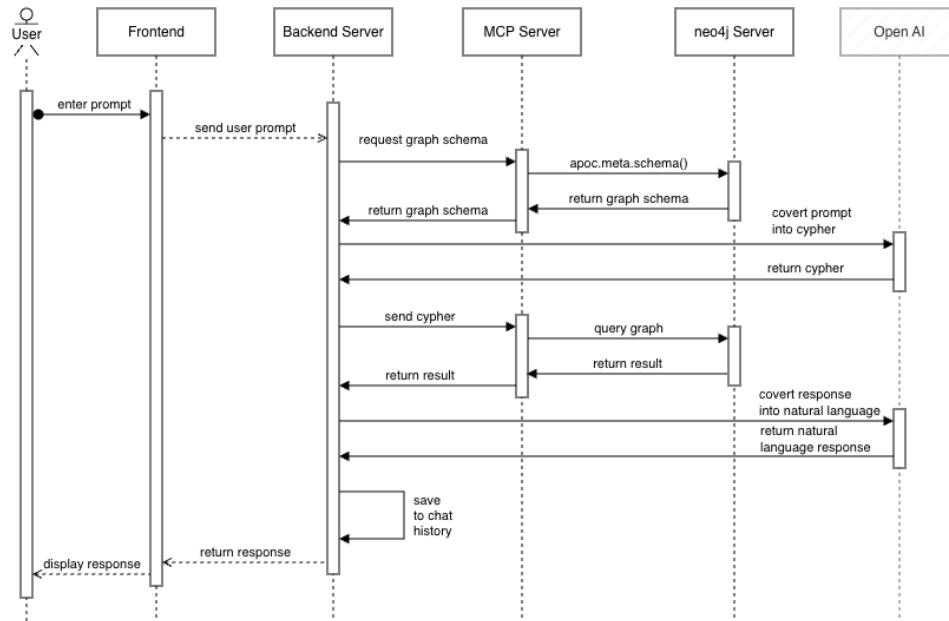 User
Frontend
Backend Server
MCP Server
neo4j Server
Open AI
enter prompt
send user prompt
request graph schema
apoc.meta.schema()
return graph schema
return graph schema
covert prompt
into cypher
return cypher
send cypher
query graph
return result
return result
covert response
into natural language
return natural
language response
save
to chat
history
return response
display response